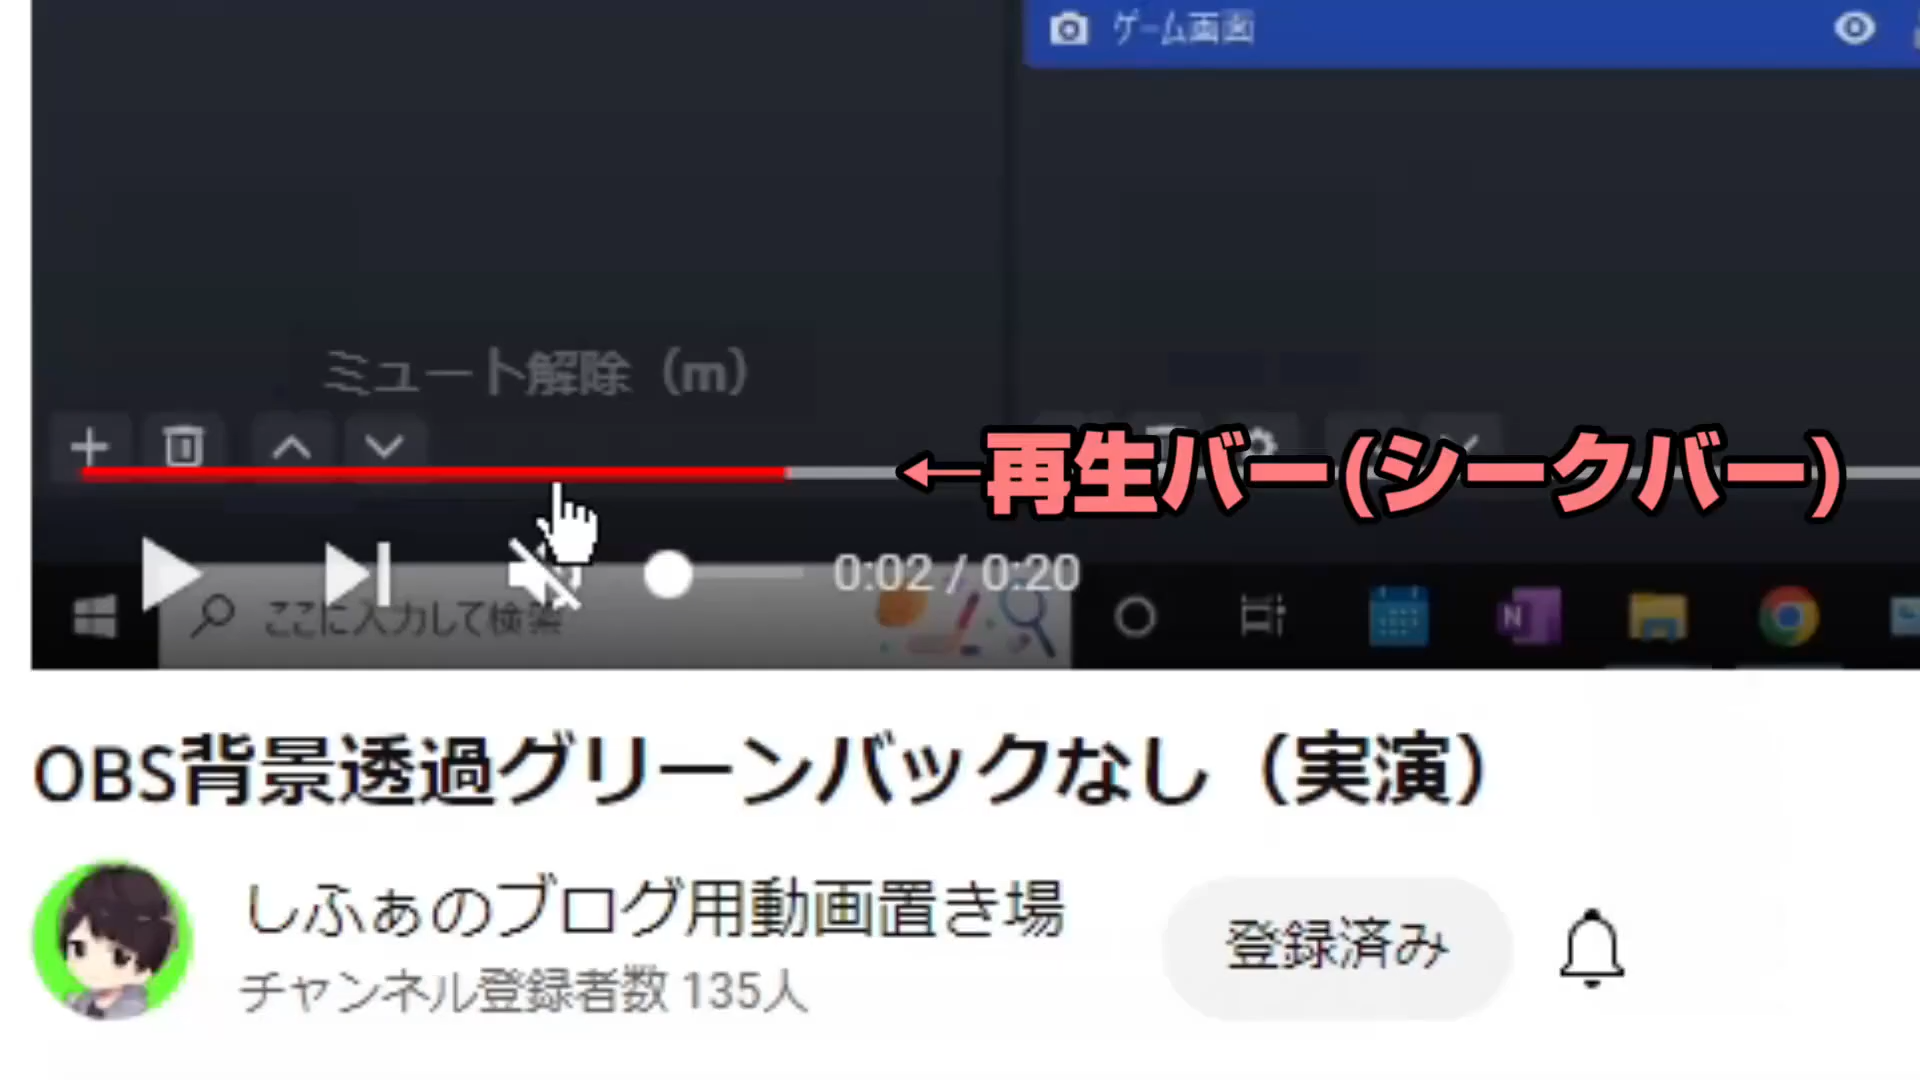 ゲーム画面
ミュート解除（m）
←再生バー(シークバー)
0:02 / 0:20
ここに入力して検索
N
OBS背景透過グリーンバックなし（実演）
しふぁのブログ用動画置き場
チャンネル登録者数 135人
登録済み